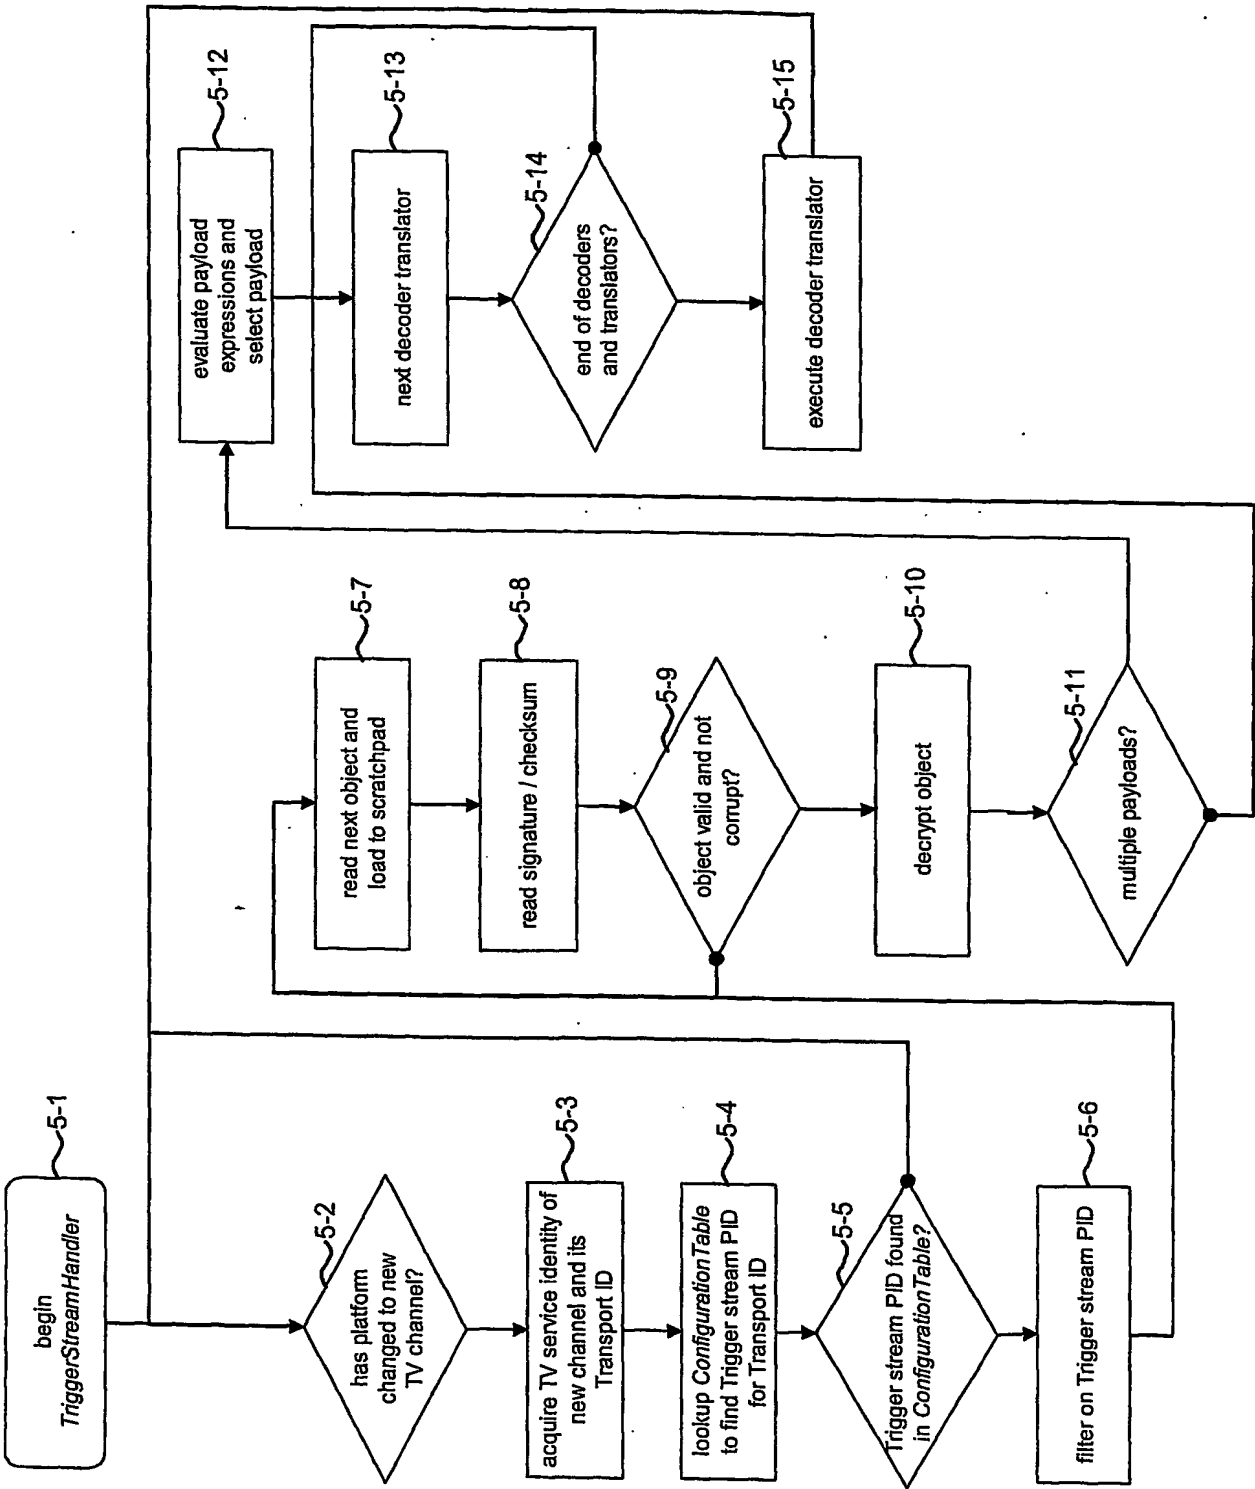 begin
TriggerStreamHandler
5-1
has platform
changed to new
TV channel?
5-2
acquire TV service identity of
new channel and its
Transport ID
5-3
lookup ConfigurationTable
to find Trigger stream PID
for Transport ID
5-4
Trigger stream PID found
in ConfigurationTable?
5-5
filter on Trigger stream PID
5-6
read next object and
load to scratchpad
5-7
read signature / checksum
5-8
object valid and not
corrupt?
5-9
decrypt object
5-10
multiple payloads?
5-11
evaluate payload
expressions and
select payload
5-12
next decoder translator
5-13
end of decoders
and translators?
5-14
execute decoder translator
5-15